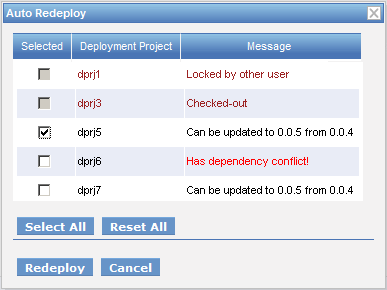 Auto Redeploy
Selected Deployment Project Message
dprj1 Locked by other user
dprj3 Checked-out
dprj5 Can be updated to 0.0.5 from 0.0.4
dprj6 Has dependency conflict!
dprj7 Can be updated to 0.0.5 from 0.0.4
Select All Reset All
Redeploy Cancel